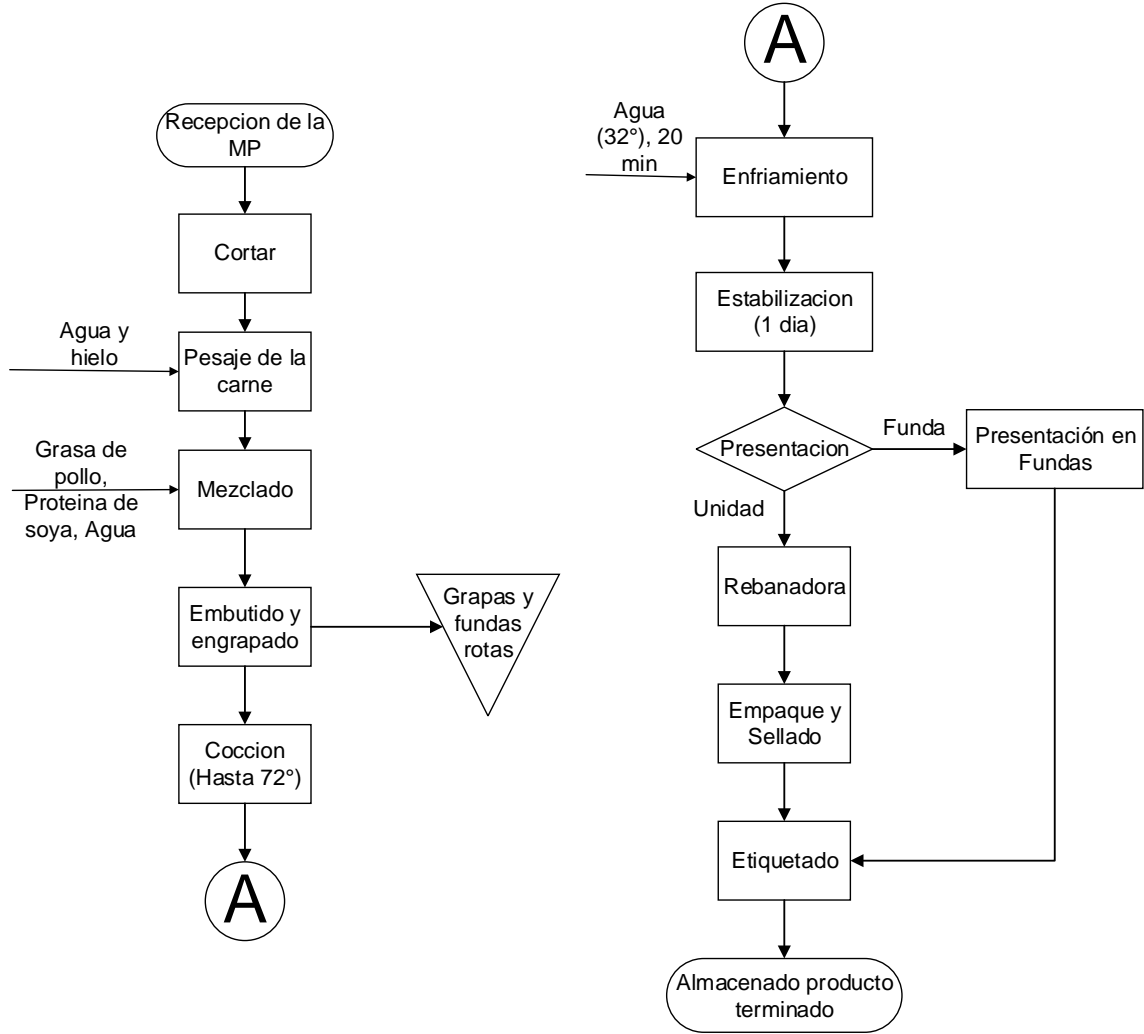 Recepcion de la
MP
Cortar
Agua y
hielo
Pesaje de la
carne
Grasa de
pollo,
Proteina de
soya, Agua
Mezclado
Embutido y
engrapado
Grapas y
fundas
rotas
Coccion
(Hasta 72°)
A
A
Agua
(32°), 20
min
Enfriamiento
Estabilizacion
(1 dia)
Presentacion
Funda
Presentación en
Fundas
Unidad
Rebanadora
Empaque y
Sellado
Etiquetado
Almacenado producto
terminado